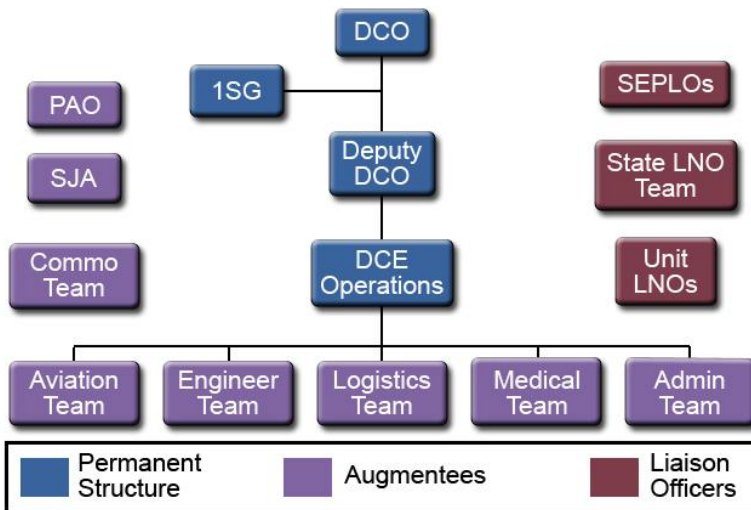 DCO
1SG
PAO
SEPLOs
SJA
Deputy
DCO
State LNO
Team
Commo
Team
DCE
Operations
Unit
LNOs
Aviation
Team
Engineer
Team
Logistics
Team
Medical
Team
Admin
Team
Permanent
Structure
Augmentees
Liaison
Officers